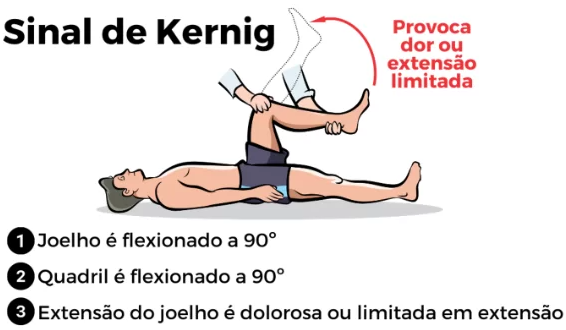 Sinal de Kernig
Provoca
dor ou
extensão
limitada
1 Joelho é flexionado a 90°
2 Quadril é flexionado a 90°
3 Extensão do joelho é dolorosa ou limitada em extensão